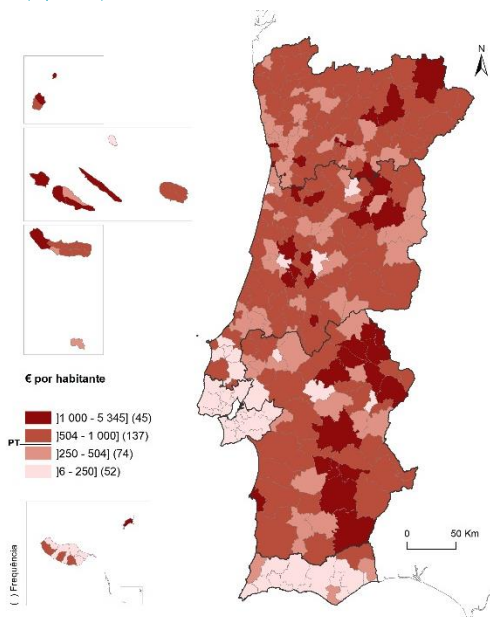 N
€ por habitante
]1 000 - 5 345] (45)
]504 - 1 000] (137)
PT
]250 - 504] (74)
]6 - 250] (52)
0 50 Km
( ) Frequência